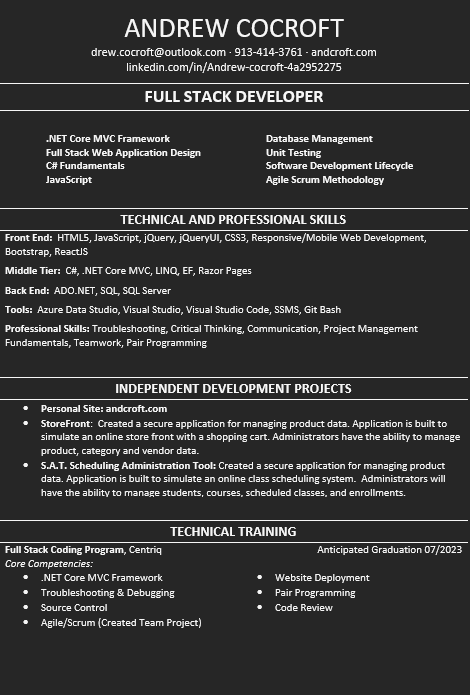 ANDREW COCROFT
drew.cocroft@outlook.com · 913-414-3761 · andcroft.com
linkedin.com/in/Andrew-cocroft-4a2952275
FULL STACK DEVELOPER
.NET Core MVC Framework
Full Stack Web Application Design
C# Fundamentals
JavaScript
Database Management
Unit Testing
Software Development Lifecycle
Agile Scrum Methodology
TECHNICAL AND PROFESSIONAL SKILLS
Front End: HTML5, JavaScript, jQuery, jQueryUI, CSS3, Responsive/Mobile Web Development,
Bootstrap, ReactJS
Middle Tier: C#, .NET Core MVC, LINQ, EF, Razor Pages
Back End: ADO.NET, SQL, SQL Server
Tools: Azure Data Studio, Visual Studio, Visual Studio Code, SSMS, Git Bash
Professional Skills: Troubleshooting, Critical Thinking, Communication, Project Management
Fundamentals, Teamwork, Pair Programming
INDEPENDENT DEVELOPMENT PROJECTS
• Personal Site: andcroft.com
• StoreFront: Created a secure application for managing product data. Application is built to
simulate an online store front with a shopping cart. Administrators have the ability to manage
product, category and vendor data.
• S.A.T. Scheduling Administration Tool: Created a secure application for managing product
data. Application is built to simulate an online class scheduling system. Administrators will
have the ability to manage students, courses, scheduled classes, and enrollments.
TECHNICAL TRAINING
Full Stack Coding Program, Centriq Anticipated Graduation 07/2023
Core Competencies:
• .NET Core MVC Framework
• Troubleshooting & Debugging
• Source Control
• Agile/Scrum (Created Team Project)
• Website Deployment
• Pair Programming
• Code Review